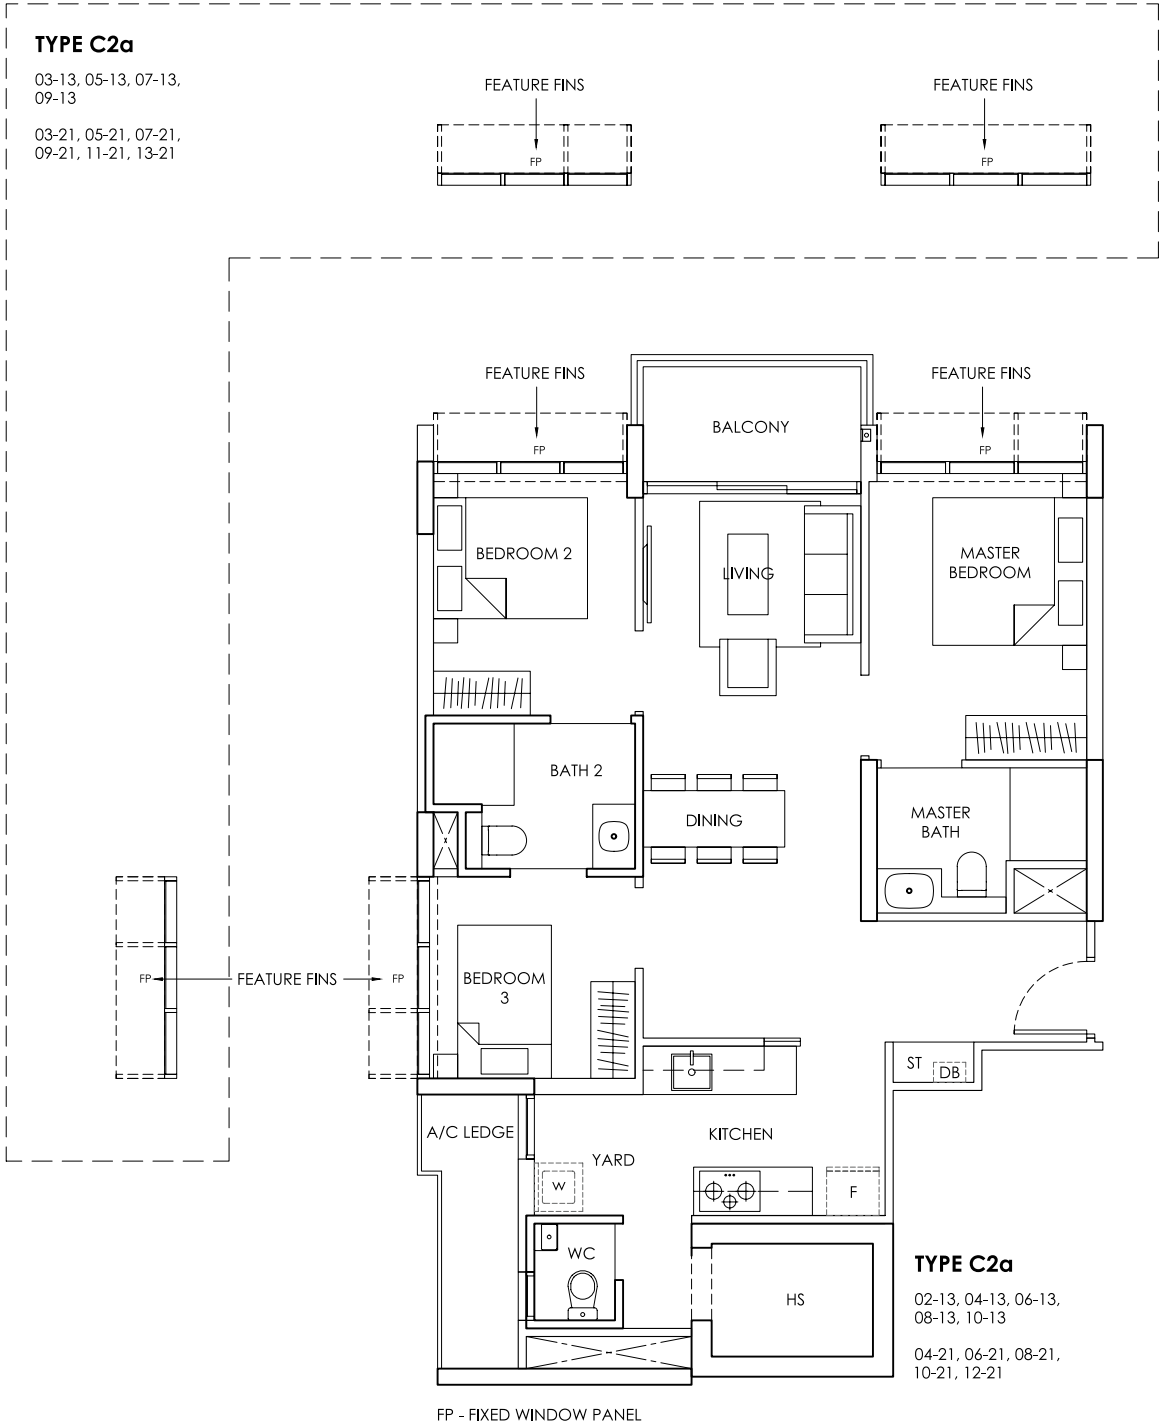 TYPE C2a
03-13, 05-13, 07-13,
09-13
03-21, 05-21, 07-21,
09-21, 11-21, 13-21
FEATURE FINS
FP
FEATURE FINS
FP
FEATURE FINS
FP
BALCONY
FEATURE FINS
FP
BEDROOM 2
LIVING
MASTER
BEDROOM
BATH 2
DINING
MASTER
BATH
FP
FEATURE FINS
FP
BEDROOM
3
ST
DB
A/C LEDGE
YARD
KITCHEN
W
F
WC
HS
TYPE C2a
02-13, 04-13, 06-13,
08-13, 10-13
04-21, 06-21, 08-21,
10-21, 12-21
FP - FIXED WINDOW PANEL